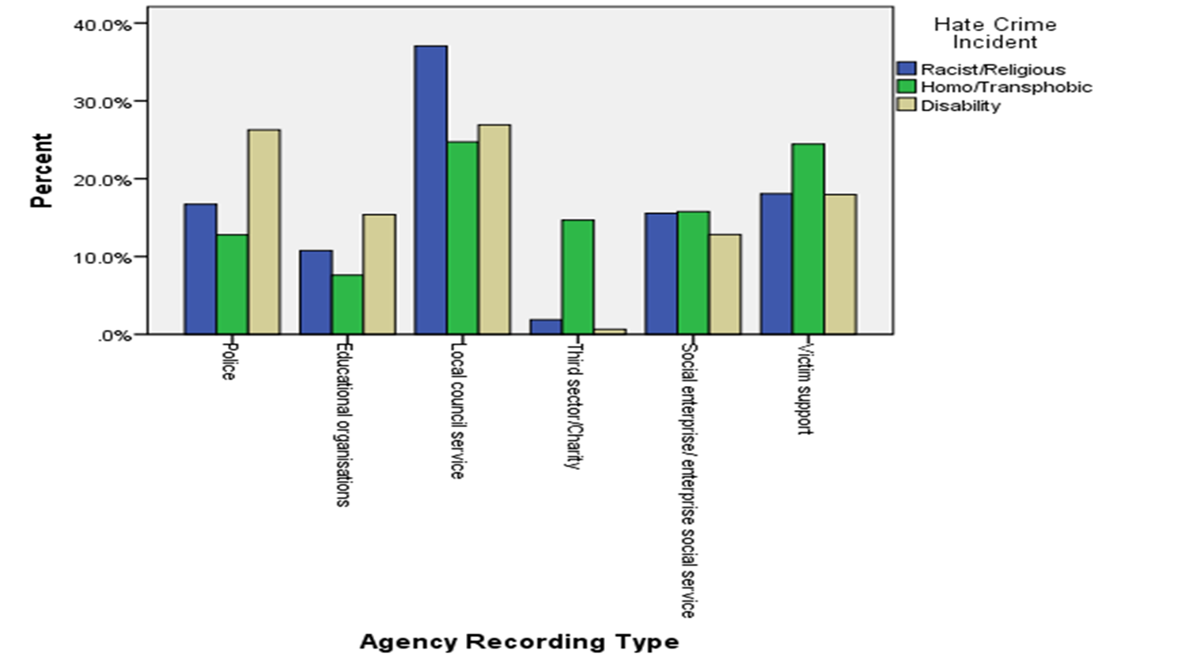 40.0%
30.0%
20.0%
10.0%
.0%
Percent
Police
Educational organisations
Local council service
Third sector/Charity
Social enterprise/ enterprise social service
Victim support
Agency Recording Type
Hate Crime
Incident
Racist/Religious
Homo/Transphobic
Disability